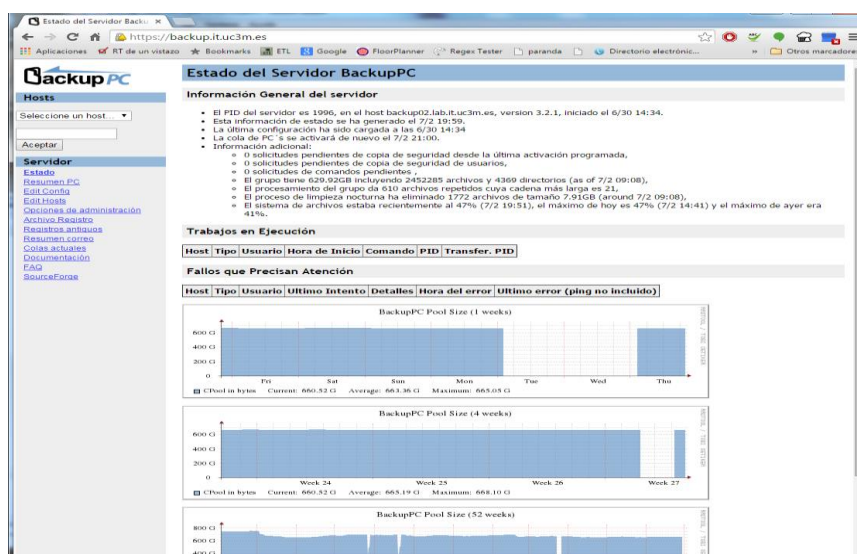 Estado del Servidor Backu ×
https://backup.it.uc3m.es
Aplicaciones RT de un vistazo Bookmarks ETL Google FloorPlanner Regex Tester paranda Directorio electrónic... » Otros marcadores
BackupPC
Hosts
Seleccione un host... ▼
Aceptar
Servidor
Estado
Resumen PC
Edit Config
Edit Hosts
Opciones de administración
Archivo Registro
Registros antiguos
Resumen correo
Colas actuales
Documentación
FAQ
SourceForge
Estado del Servidor BackupPC
Información General del servidor
• El PID del servidor es 1996, en el host backup02.lab.it.uc3m.es, version 3.2.1, iniciado el 6/30 14:34.
• Esta información de estado se ha generado el 7/2 19:59.
• La última configuración ha sido cargada a las 6/30 14:34
• La cola de PC´s se activará de nuevo el 7/2 21:00.
• Información adicional:
○ 0 solicitudes pendientes de copia de seguridad desde la última activación programada,
○ 0 solicitudes pendientes de copia de seguridad de usuarios,
○ 0 solicitudes de comandos pendientes ,
○ El grupo tiene 629.92GB incluyendo 2452285 archivos y 4369 directorios (as of 7/2 09:08),
○ El procesamiento del grupo da 610 archivos repetidos cuya cadena más larga es 21,
○ El proceso de limpieza nocturna ha eliminado 1772 archivos de tamaño 7.91GB (around 7/2 09:08),
○ El sistema de archivos estaba recientemente al 47% (7/2 19:51), el máximo de hoy es 47% (7/2 14:41) y el máximo de ayer era
41%.
Trabajos en Ejecución
Host Tipo Usuario Hora de Inicio Comando PID Transfer. PID
Fallos que Precisan Atención
Host Tipo Usuario Ultimo Intento Detalles Hora del error Ultimo error (ping no incluido)
BackupPC Pool Size (1 weeks)
600 G
400 G
200 G
0
Fri Sat Sun Mon Tue Wed Thu
CPool in bytes Current: 660.52 G Average: 663.36 G Maximum: 665.05 G
BackupPC Pool Size (4 weeks)
600 G
400 G
200 G
0
Week 24 Week 25 Week 26 Week 27
CPool in bytes Current: 660.52 G Average: 665.19 G Maximum: 668.10 G
BackupPC Pool Size (52 weeks)
800 G
600 G
400 G